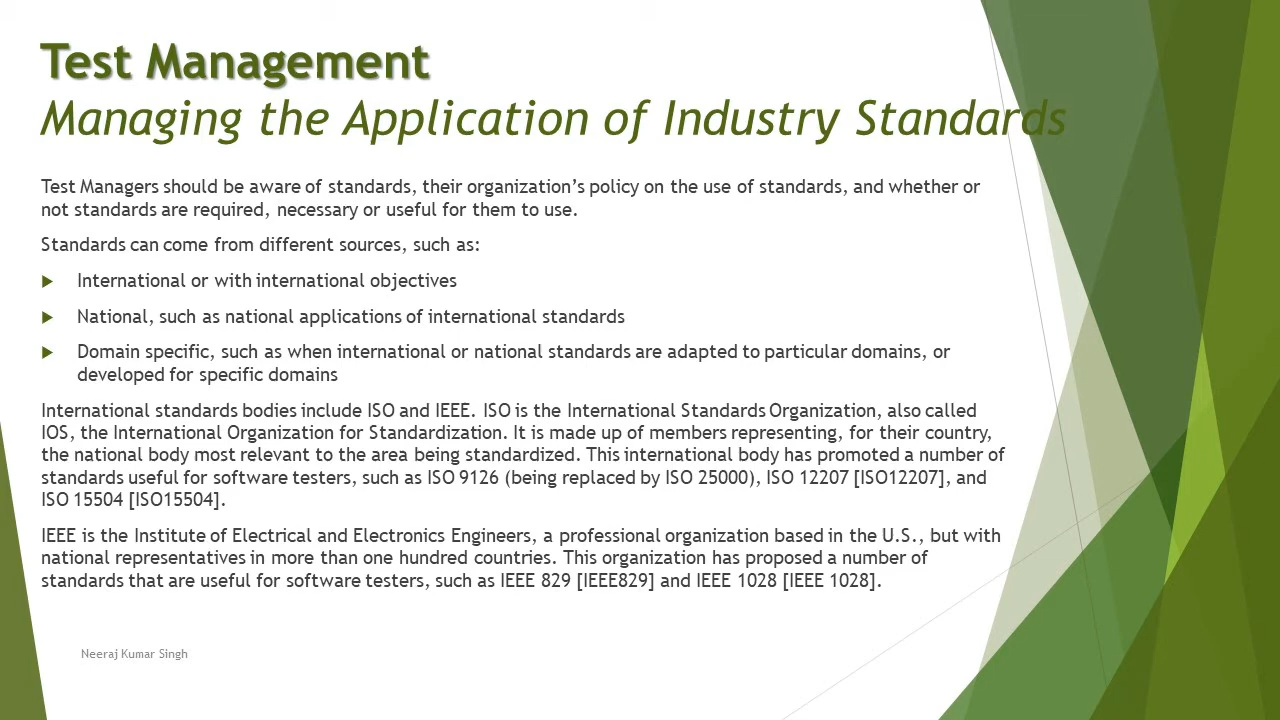 Test Management
Managing the Application of Industry Standards
Test Managers should be aware of standards, their organization’s policy on the use of standards, and whether or
not standards are required, necessary or useful for them to use.
Standards can come from different sources, such as:
International or with international objectives
National, such as national applications of international standards
Domain specific, such as when international or national standards are adapted to particular domains, or
developed for specific domains
International standards bodies include ISO and IEEE. ISO is the International Standards Organization, also called
IOS, the International Organization for Standardization. It is made up of members representing, for their country,
the national body most relevant to the area being standardized. This international body has promoted a number of
standards useful for software testers, such as ISO 9126 (being replaced by ISO 25000), ISO 12207 [ISO12207], and
ISO 15504 [ISO15504].
IEEE is the Institute of Electrical and Electronics Engineers, a professional organization based in the U.S., but with
national representatives in more than one hundred countries. This organization has proposed a number of
standards that are useful for software testers, such as IEEE 829 [IEEE829] and IEEE 1028 [IEEE 1028].
Neeraj Kumar Singh